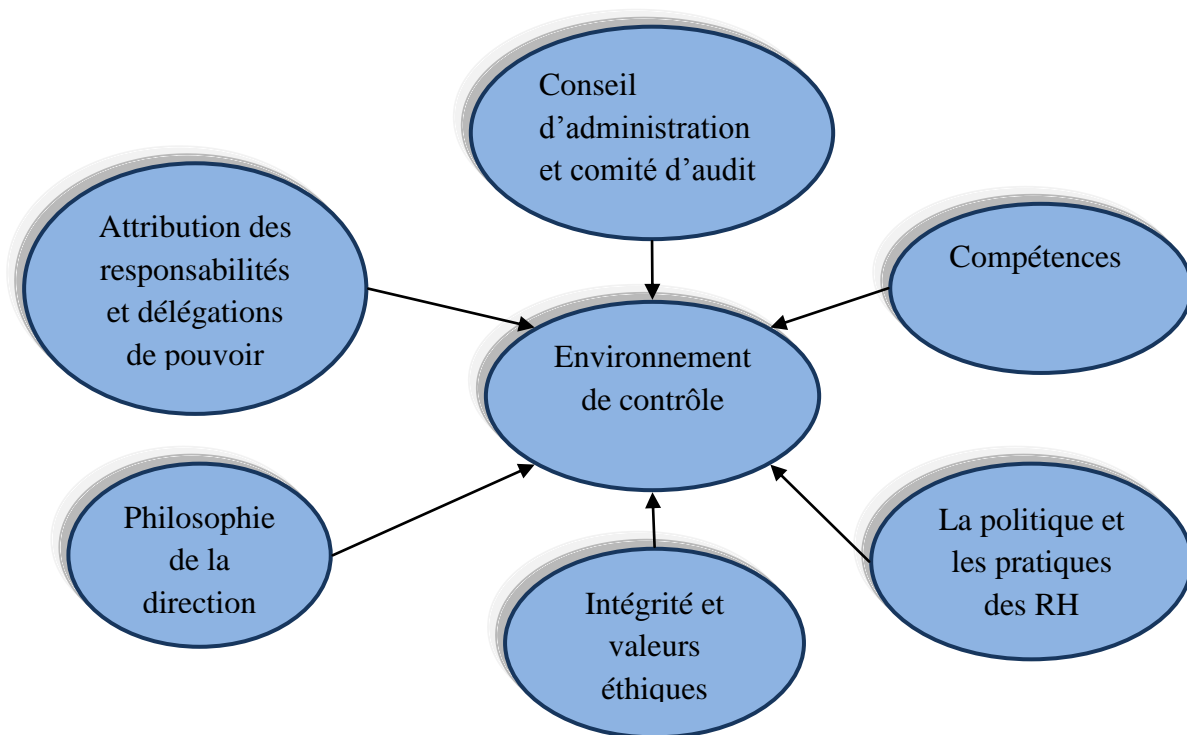 Conseil
d’administration
et comité d’audit
Attribution des
responsabilités
et délégations
de pouvoir
Compétences
Environnement
de contrôle
Philosophie
de la
direction
Intégrité et
valeurs
éthiques
La politique et
les pratiques
des RH